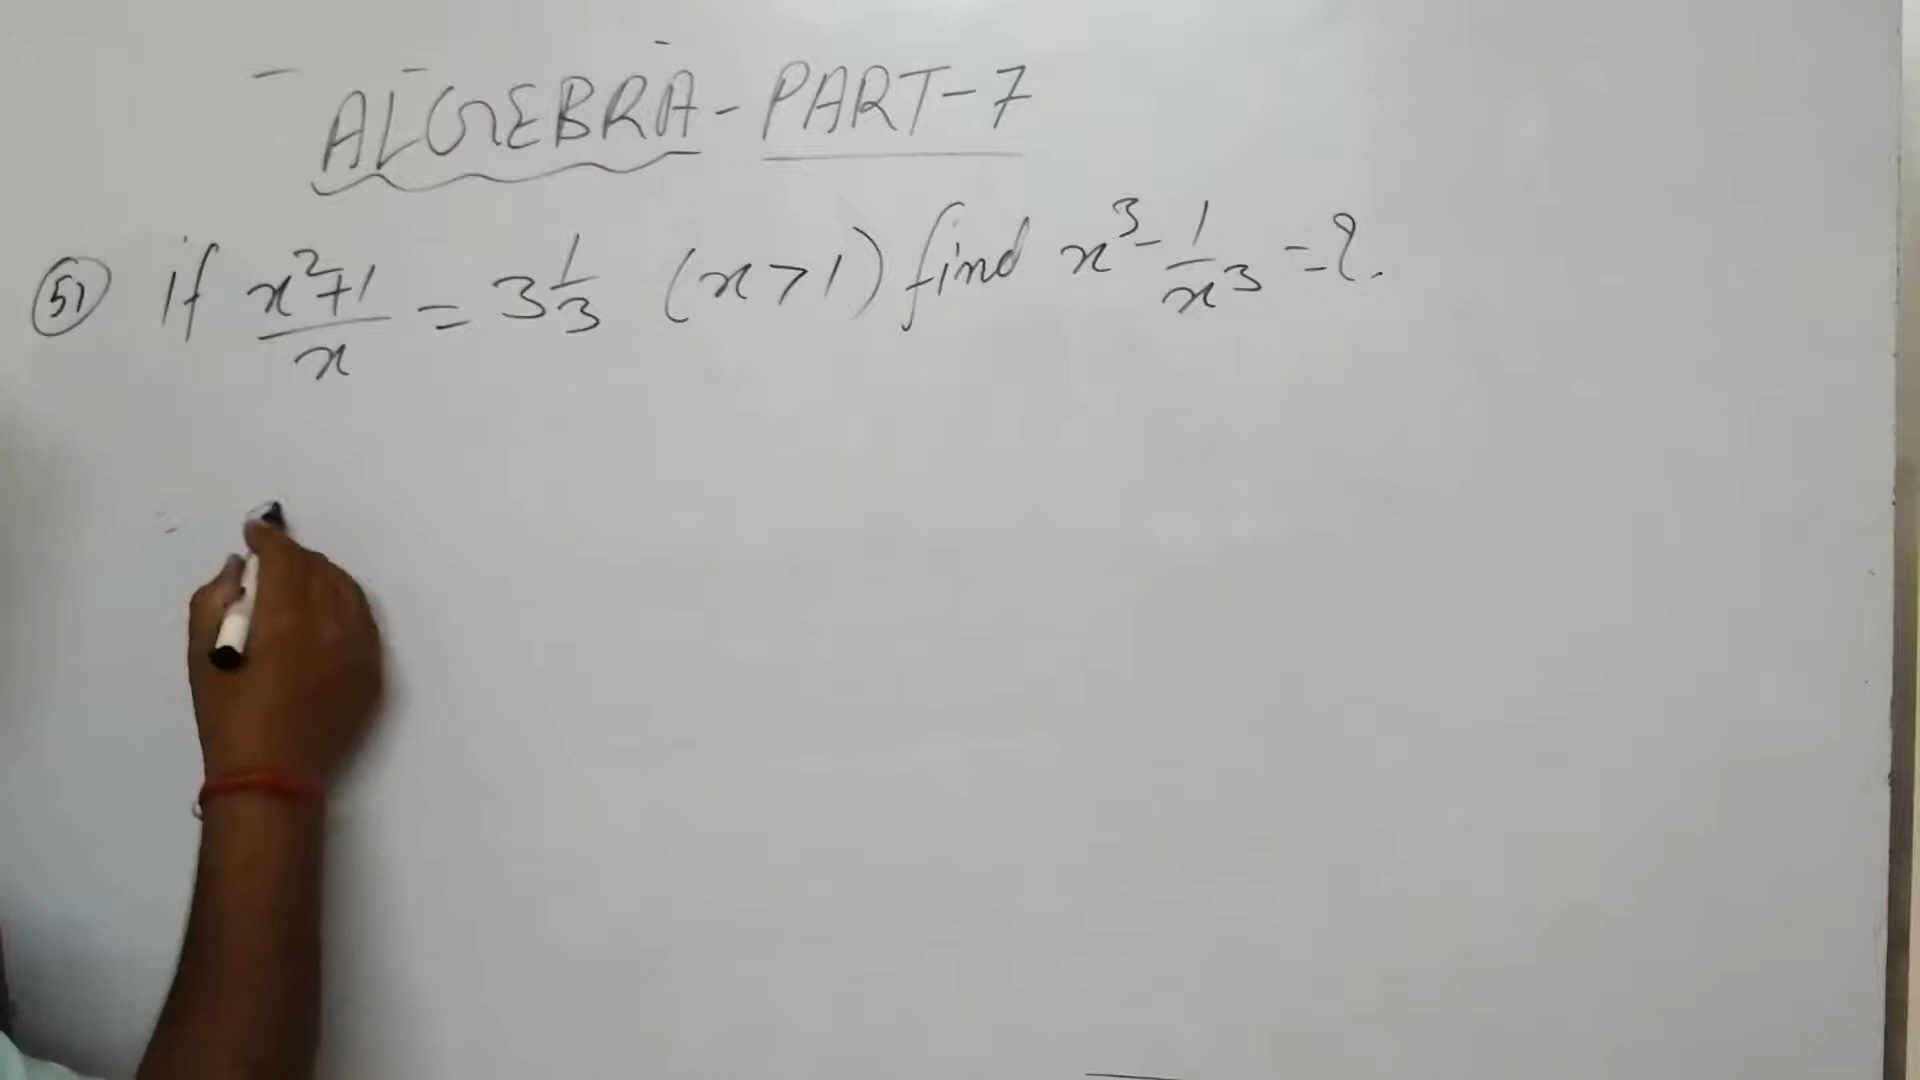 ALGEBRA - PART-7
51 If x²+1/x = 3 1/3 (x>1) find x³ - 1/x³ = ?.
=